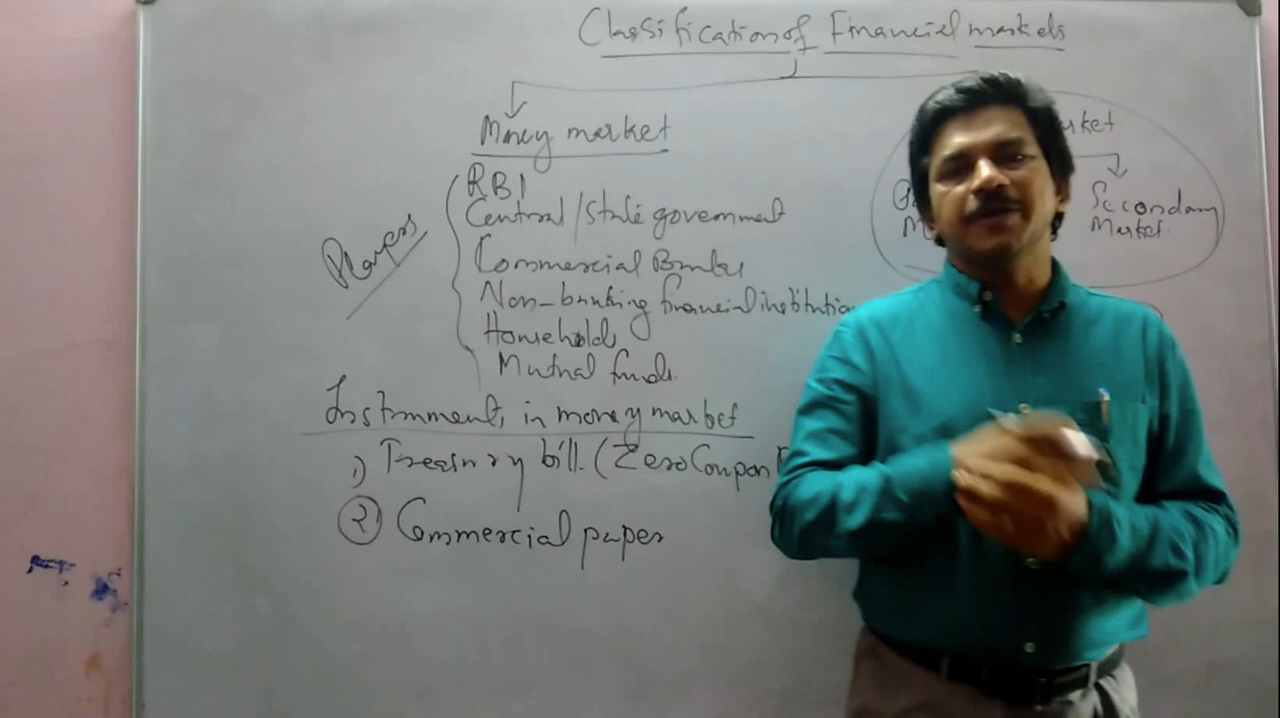 Classification of Financial markets
Money market
RBI
Central/State government
Commercial Banks
Non-banking financial institution
Households
Mutual funds
Players
Secondary
Market
Instruments in money market
1) Treasury bill. (Zero Coupon
2 Commercial paper